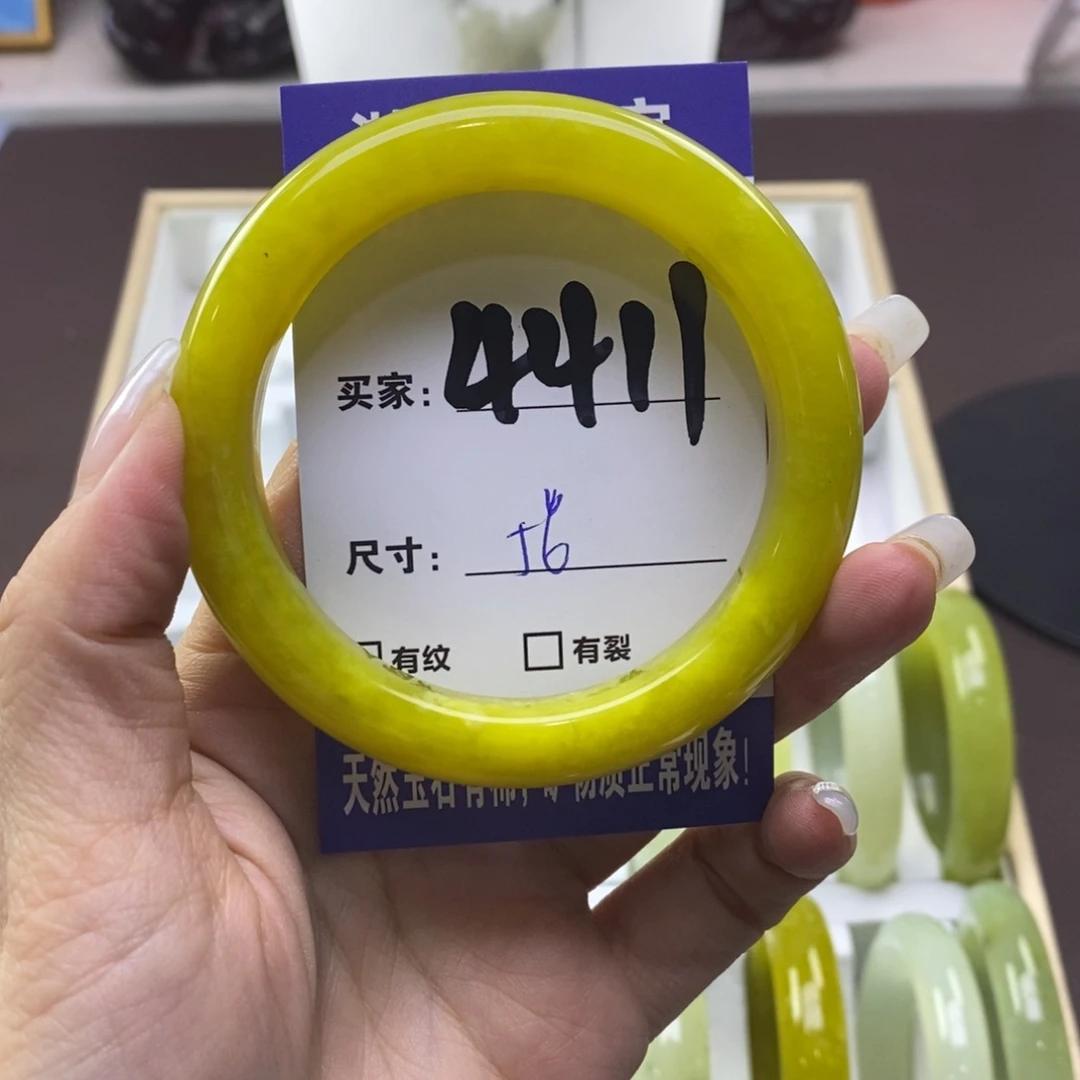 买家: 4411
尺寸: 56
有纹 □有裂
天然玉石有棉,矿物质正常现象!